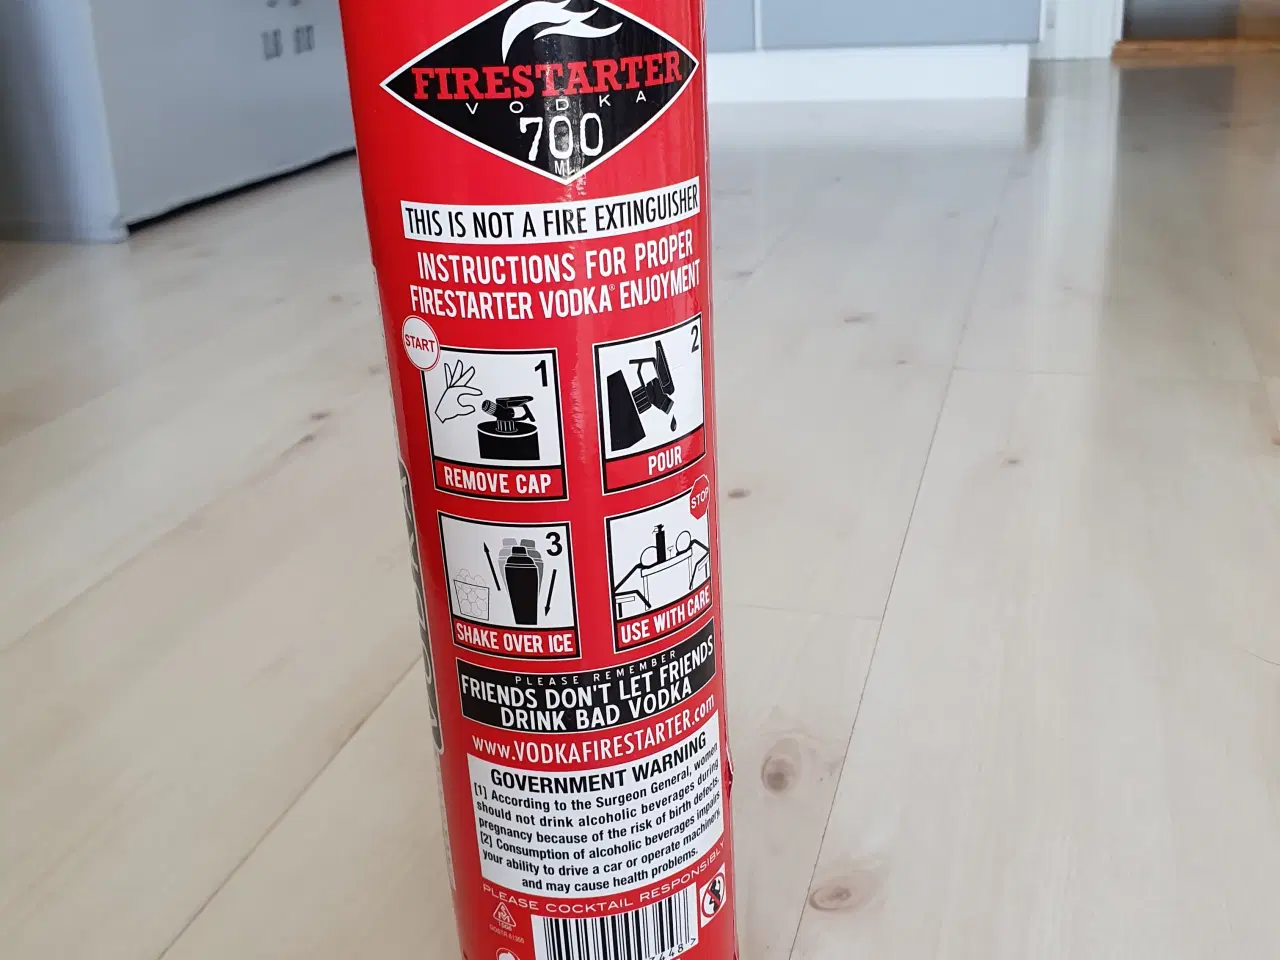 FIRESTARTER
VODKA
700
ML
THIS IS NOT A FIRE EXTINGUISHER
INSTRUCTIONS FOR PROPER
FIRESTARTER VODKA® ENJOYMENT
START
1
REMOVE CAP
2
POUR
3
SHAKE OVER ICE
STOP
USE WITH CARE
PLEASE REMEMBER
FRIENDS DON'T LET FRIENDS
DRINK BAD VODKA
www.VODKAFIRESTARTER.com
GOVERNMENT WARNING
[1] According to the Surgeon General, women
should not drink alcoholic beverages during
pregnancy because of the risk of birth defects.
[2] Consumption of alcoholic beverages impairs
your ability to drive a car or operate machinery,
and may cause health problems.
PLEASE COCKTAIL RESPONSIBLY